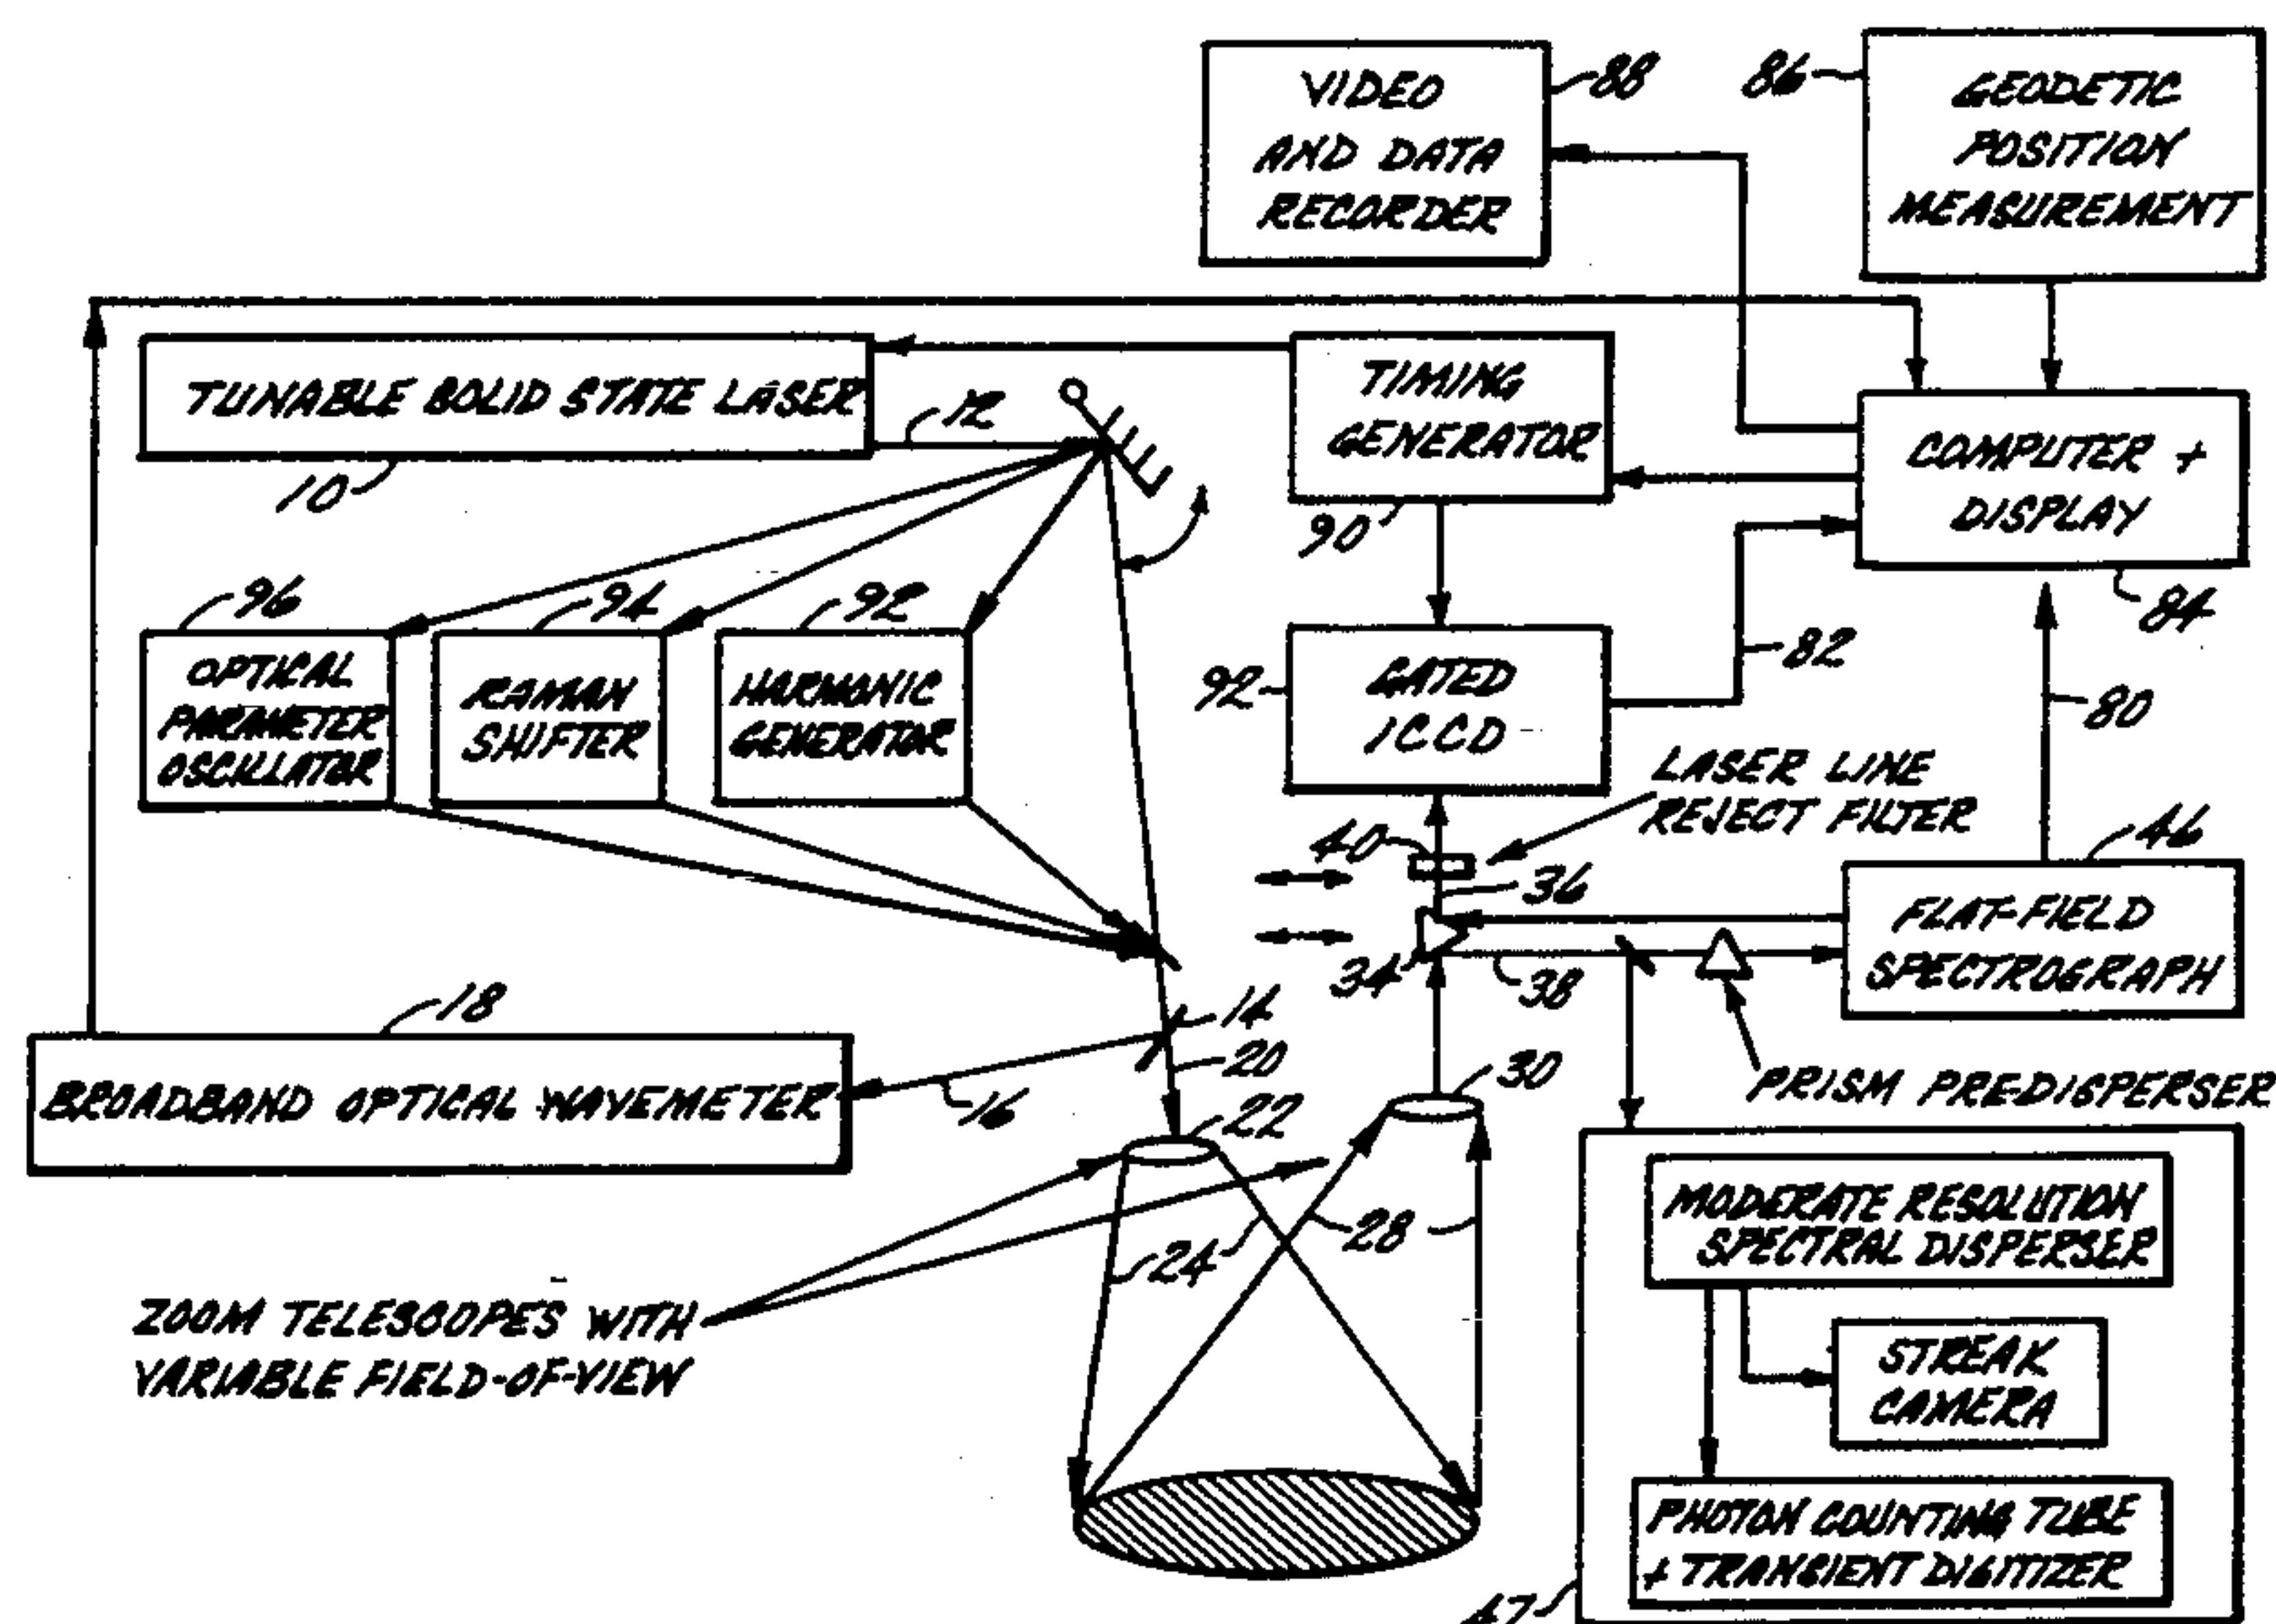 VIDEO
AND DATA
RECORDER
88
86
GEODETIC
POSITION
MEASUREMENT
TUNABLE SOLID STATE LASER
10
12
TIMING
GENERATOR
90
COMPUTER +
DISPLAY
84
96
OPTICAL
PARAMETER
OSCILLATOR
94
RAMAN
SHIFTER
92
HARMONIC
GENERATOR
92
GATED
ICCD
82
80
LASER LINE
REJECT FILTER
40
36
34
38
46
FLAT-FIELD
SPECTROGRAPH
PRISM PRE-DISPERSER
18
BROADBAND OPTICAL WAVEMETER
14
16
20
22
30
24
28
ZOOM TELESCOPES WITH
VARIABLE FIELD-OF-VIEW
MODERATE RESOLUTION
SPECTRAL DISPERSER
STREAK
CAMERA
PHOTON COUNTING TUBE
+ TRANSIENT DIGITIZER
47